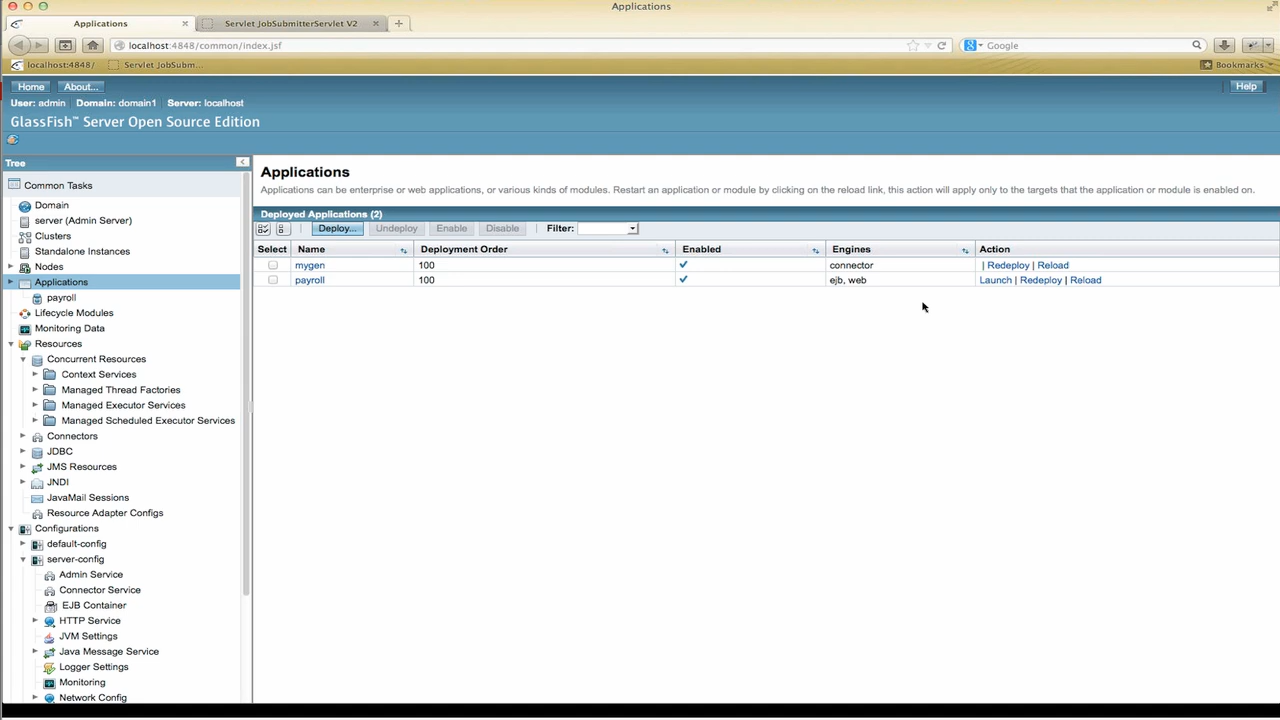 Applications
Applications
Servlet JobSubmitterServlet V2
localhost:4848/common/index.jsf
Google
localhost:4848/
Servlet JobSubm...
Bookmarks
Home
About...
Help
User: admin Domain: domain1 Server: localhost
GlassFish™ Server Open Source Edition
Tree
Common Tasks
Domain
server (Admin Server)
Clusters
Standalone Instances
Nodes
Applications
payroll
Lifecycle Modules
Monitoring Data
Resources
Concurrent Resources
Context Services
Managed Thread Factories
Managed Executor Services
Managed Scheduled Executor Services
Connectors
JDBC
JMS Resources
JNDI
JavaMail Sessions
Resource Adapter Configs
Configurations
default-config
server-config
Admin Service
Connector Service
EJB Container
HTTP Service
JVM Settings
Java Message Service
Logger Settings
Monitoring
Network Config
Applications
Applications can be enterprise or web applications, or various kinds of modules. Restart an application or module by clicking on the reload link, this action will apply only to the targets that the application or module is enabled on.
Deployed Applications (2)
Deploy... Undeploy Enable Disable Filter:
Select Name Deployment Order Enabled Engines Action
mygen 100 connector | Redeploy | Reload
payroll 100 ejb, web Launch | Redeploy | Reload